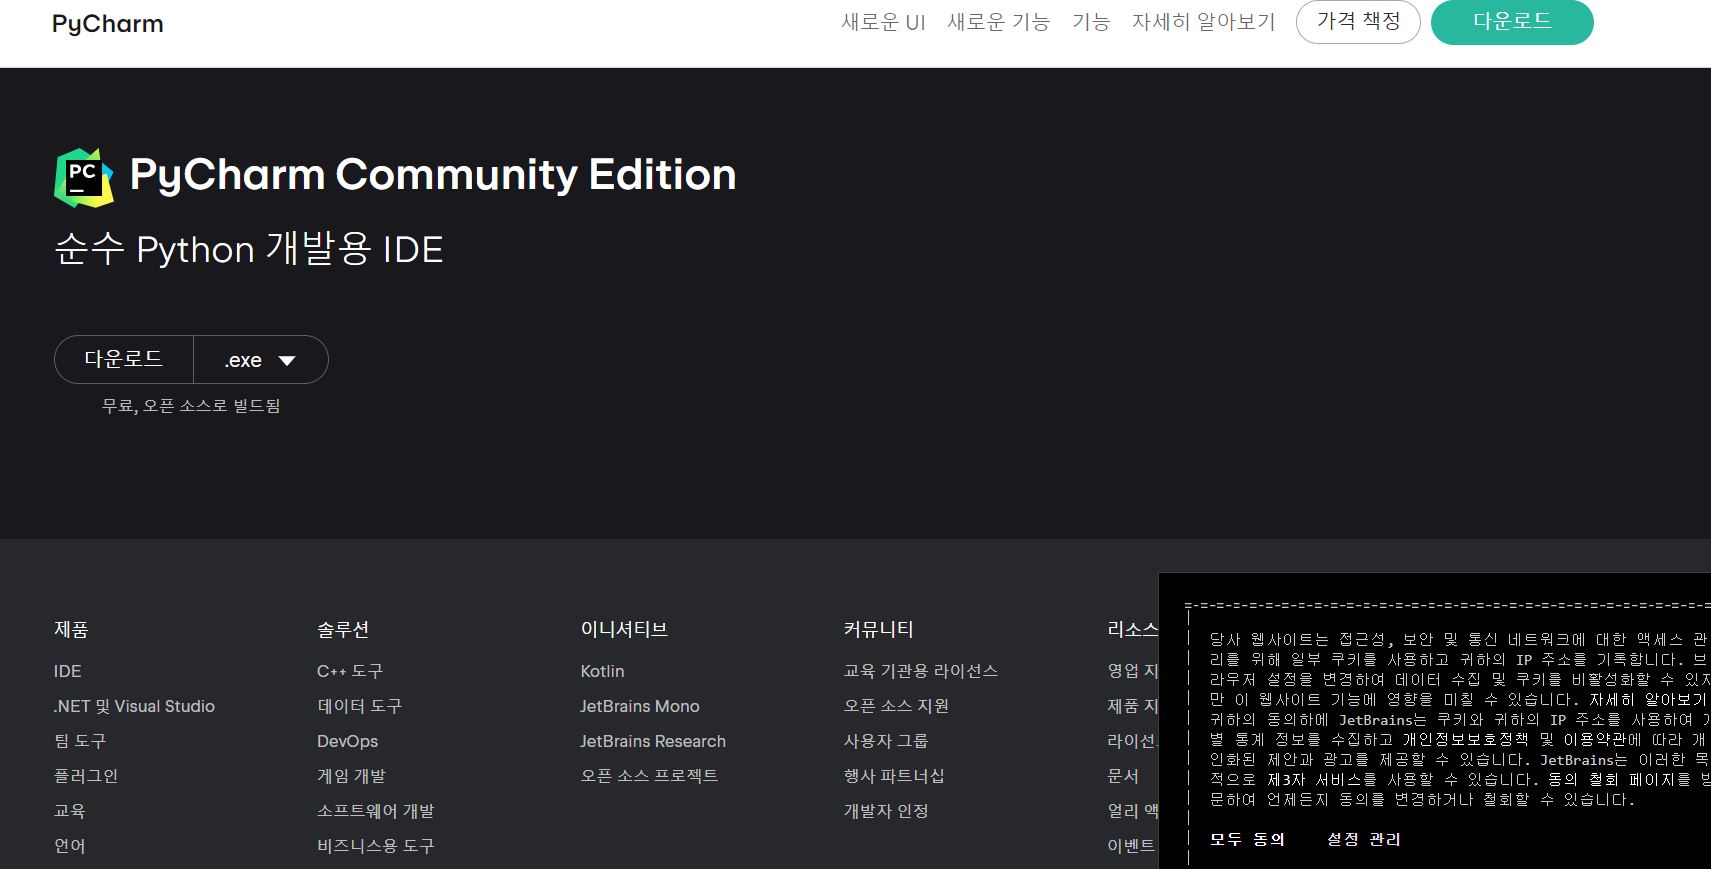 PyCharm
새로운 UI 새로운 기능 기능 자세히 알아보기 가격 책정 다운로드
PC
PyCharm Community Edition
순수 Python 개발용 IDE
다운로드 .exe
무료, 오픈 소스로 빌드됨
제품
IDE
.NET 및 Visual Studio
팀 도구
플러그인
교육
언어
솔루션
C++ 도구
데이터 도구
DevOps
게임 개발
소프트웨어 개발
비즈니스용 도구
이니셔티브
Kotlin
JetBrains Mono
JetBrains Research
오픈 소스 프로젝트
커뮤니티
교육 기관용 라이선스
오픈 소스 지원
사용자 그룹
행사 파트너십
개발자 인정
리소스
영업
제품
문서
얼리
이벤트
당사 웹사이트는 접근성, 보안 및 통신 네트워크에 대한 액세스 관
리를 위해 일부 쿠키를 사용하고 귀하의 IP 주소를 기록합니다. 브
라우저 설정을 변경하여 데이터 수집 및 쿠키를 비활성화할 수 있지
만 이 웹사이트 기능에 영향을 미칠 수 있습니다. 자세히 알아보기
귀하의 동의하에 JetBrains는 쿠키와 귀하의 IP 주소를 사용하여
별 통계 정보를 수집하고 개인정보보호정책 및 이용약관에 따라 개
인화된 제안과 광고를 제공할 수 있습니다. JetBrains는 이러한 목
적으로 제3자 서비스를 사용할 수 있습니다. 동의 철회 페이지를
문하여 언제든지 동의를 변경하거나 철회할 수 있습니다.
모두 동의 설정 관리